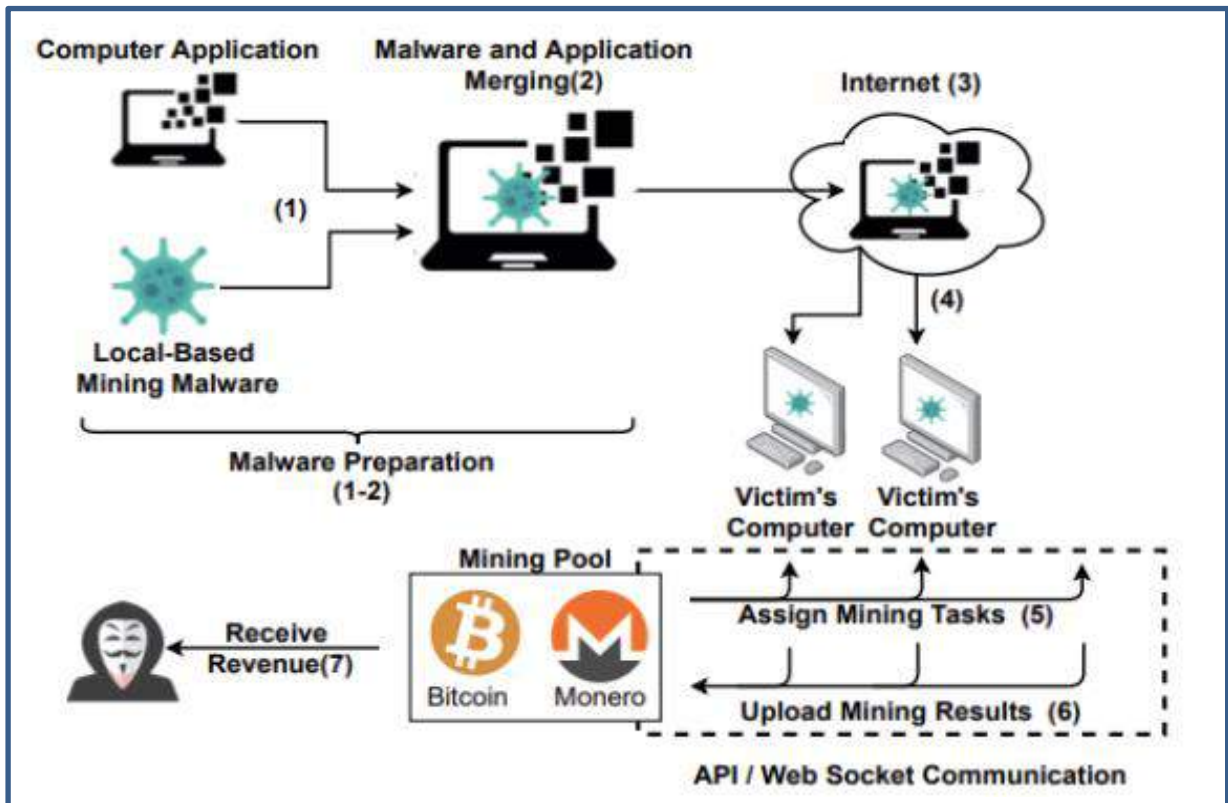 Computer Application
Malware and Application
Merging(2)
Internet (3)
(1)
(4)
Local-Based
Mining Malware
Malware Preparation
(1-2)
Victim's
Computer
Victim's
Computer
Mining Pool
Assign Mining Tasks (5)
Receive
Revenue(7)
Bitcoin
Monero
Upload Mining Results (6)
API / Web Socket Communication